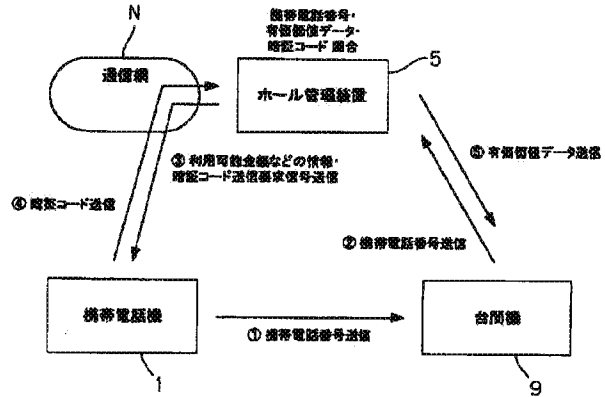 N
携帯電話番号・
有価価値データ・
暗証コード 照合
5
通信網
ホール管理装置
③ 利用可能金額などの情報・
暗証コード送信要求信号送信
⑤ 有価価値データ送信
④ 暗証コード送信
② 携帯電話番号送信
携帯電話機
台間機
① 携帯電話番号送信
1
9